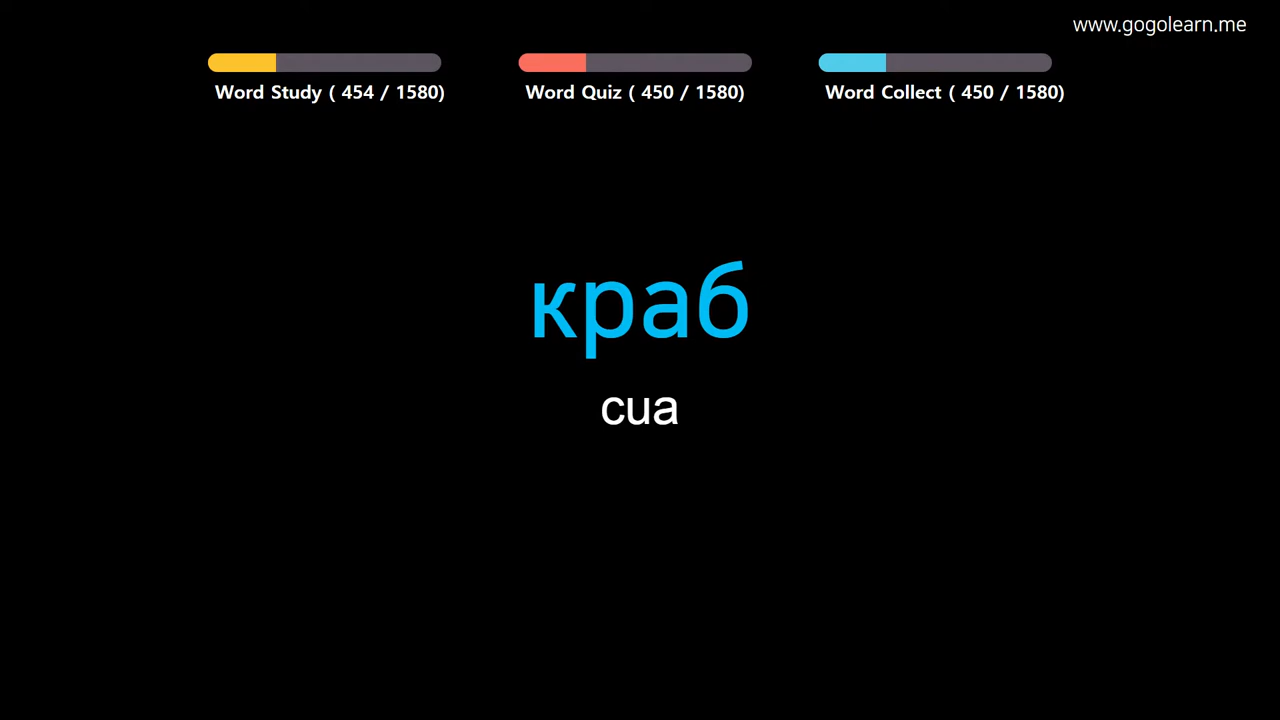 www.gogolearn.me
Word Study ( 454 / 1580)
Word Quiz ( 450 / 1580)
Word Collect ( 450 / 1580)
краб
cua